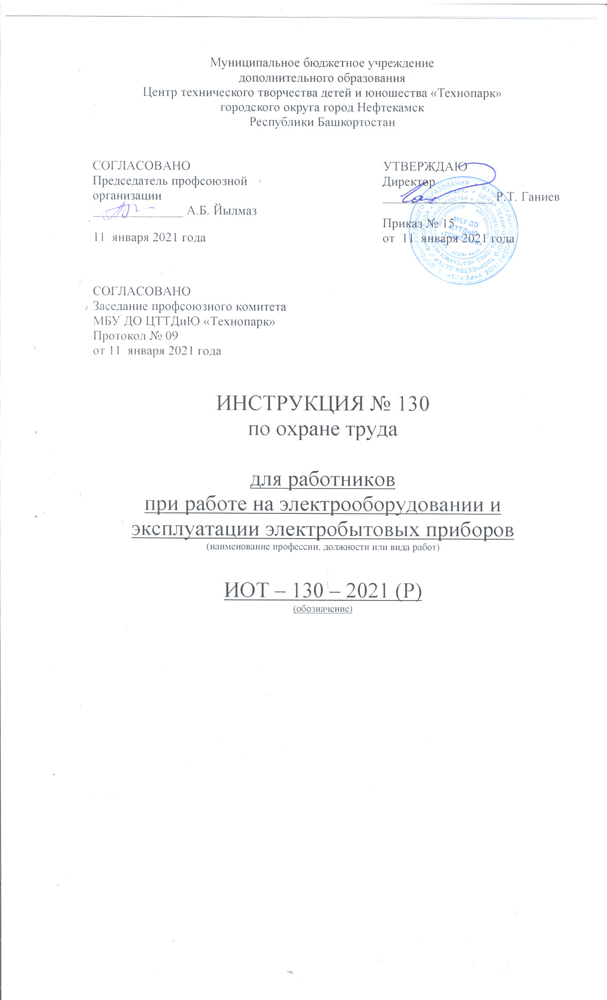 Муниципальное бюджетное учреждение
дополнительного образования
Центр технического творчества детей и юношества «Технопарк»
городского округа город Нефтекамск
Республики Башкортостан
СОГЛАСОВАНО
Председатель профсоюзной
организации
А.Б. Йылмаз
11 января 2021 года
УТВЕРЖДАЮ
Директор
Р.Т. Ганиев
Приказ № 15
от 11 января 2021 года
МБУ ДО
ЦТТДиЮ
«ТЕХНОПАРК»
СОГЛАСОВАНО
Заседание профсоюзного комитета
МБУ ДО ЦТТДиЮ «Технопарк»
Протокол № 09
от 11 января 2021 года
ИНСТРУКЦИЯ № 130
по охране труда
для работников
при работе на электрооборудовании и
эксплуатации электробытовых приборов
(наименование профессии, должности или вида работ)
ИОТ – 130 – 2021 (Р)
(обозначение)